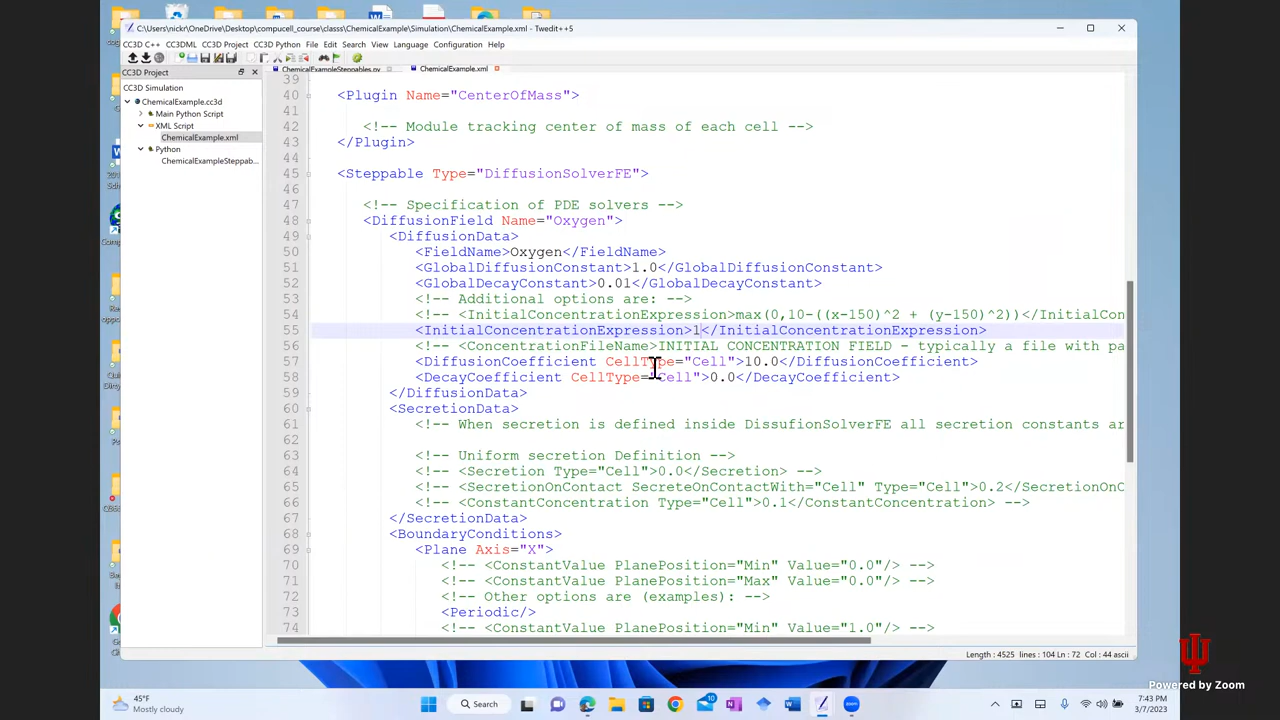 C:\Users\nickr\OneDrive\Desktop\compucell_course\classs\ChemicalExample\Simulation\ChemicalExample.xml - Twedit++5
CC3D C++ CC3DML CC3D Project CC3D Python File Edit Search View Language Configuration Help
CC3D Project
ChemicalExampleSteppables.py ChemicalExample.xml
CC3D Simulation
ChemicalExample.cc3d
Main Python Script
XML Script
ChemicalExample.xml
Python
ChemicalExampleSteppab...
39
40 <Plugin Name="CenterOfMass">
41
42 <!-- Module tracking center of mass of each cell -->
43 </Plugin>
44
45 <Steppable Type="DiffusionSolverFE">
46
47 <!-- Specification of PDE solvers -->
48 <DiffusionField Name="Oxygen">
49 <DiffusionData>
50 <FieldName>Oxygen</FieldName>
51 <GlobalDiffusionConstant>1.0</GlobalDiffusionConstant>
52 <GlobalDecayConstant>0.01</GlobalDecayConstant>
53 <!-- Additional options are: -->
54 <!-- <InitialConcentrationExpression>max(0,10-((x-150)^2 + (y-150)^2))</InitialCon
55 <InitialConcentrationExpression>1</InitialConcentrationExpression>
56 <!-- <ConcentrationFileName>INITIAL CONCENTRATION FIELD - typically a file with pa
57 <DiffusionCoefficient CellType="Cell">10.0</DiffusionCoefficient>
58 <DecayCoefficient CellType="Cell">0.0</DecayCoefficient>
59 </DiffusionData>
60 <SecretionData>
61 <!-- When secretion is defined inside DissufionSolverFE all secretion constants ar
62
63 <!-- Uniform secretion Definition -->
64 <!-- <Secretion Type="Cell">0.0</Secretion> -->
65 <!-- <SecretionOnContact SecreteOnContactWith="Cell" Type="Cell">0.2</SecretionOnC
66 <!-- <ConstantConcentration Type="Cell">0.1</ConstantConcentration> -->
67 </SecretionData>
68 <BoundaryConditions>
69 <Plane Axis="X">
70 <!-- <ConstantValue PlanePosition="Min" Value="0.0"/> -->
71 <!-- <ConstantValue PlanePosition="Max" Value="0.0"/> -->
72 <!-- Other options are (examples): -->
73 <Periodic/>
74 <!-- <ConstantValue PlanePosition="Min" Value="1.0"/> -->
Length : 4525 lines : 104 Ln : 72 Col : 44 ascii
Powered by Zoom
45°F
Mostly cloudy
Search
7:43 PM
3/7/2023